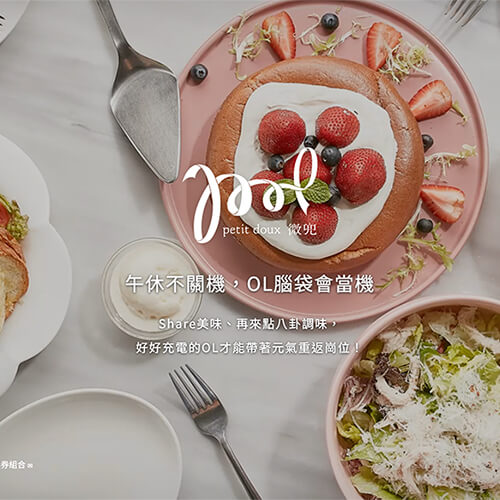 petit doux 微兜
午休不關機，OL腦袋會當機
Share美味、再來點八卦調味，
好好充電的OL才能帶著元氣重返崗位！
券組合 ✉